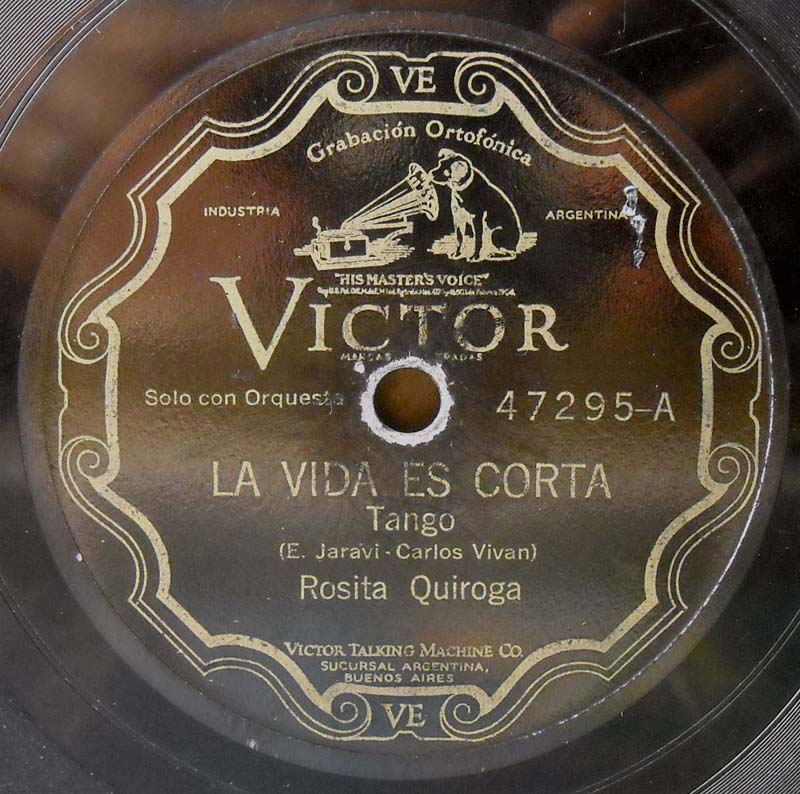 VE
Grabación Ortofónica
INDUSTRIA ARGENTINA
"HIS MASTER'S VOICE"
VICTOR
MARCAS
Solo con Orquesta 47295-A
LA VIDA ES CORTA
Tango
(E. Jaravi - Carlos Vivan)
Rosita Quiroga
VICTOR TALKING MACHINE CO.
SUCURSAL ARGENTINA,
BUENOS AIRES
VE